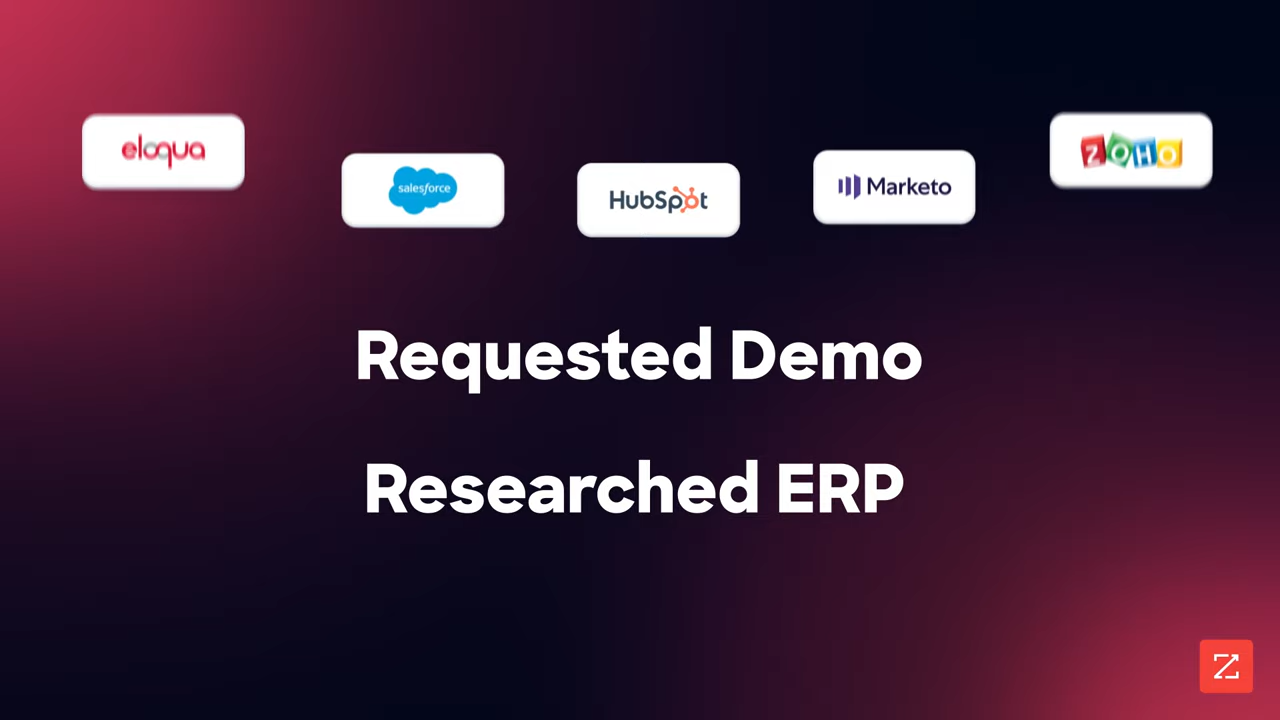 eloqua
salesforce
HubSpot
Marketo
ZOHO
Requested Demo
Researched ERP